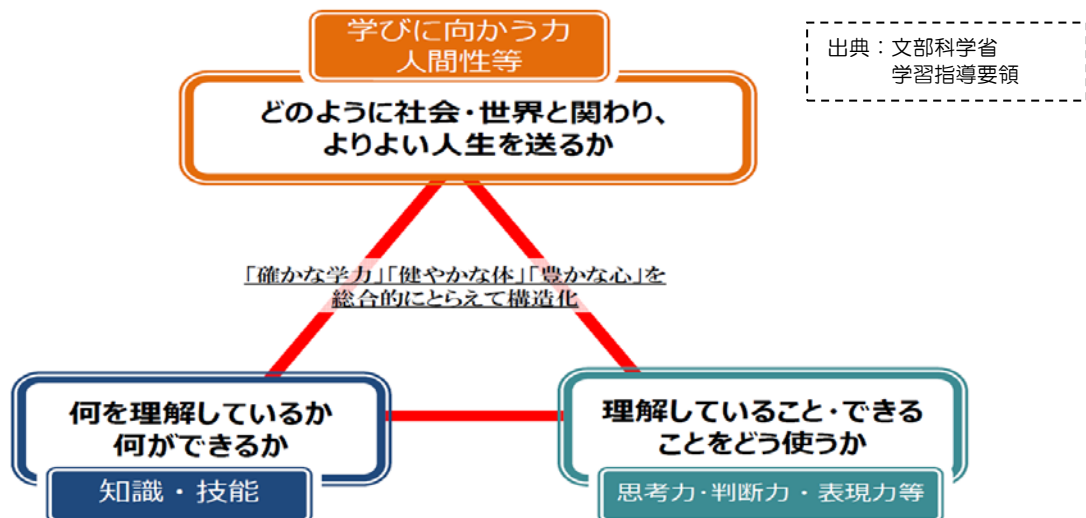 学びに向かう力
人間性等
どのように社会・世界と関わり、
よりよい人生を送るか
出典：文部科学省
学習指導要領
「確かな学力」「健やかな体」「豊かな心」を
総合的にとらえて構造化
何を理解しているか
何ができるか
知識・技能
理解していること・できる
ことをどう使うか
思考力・判断力・表現力等